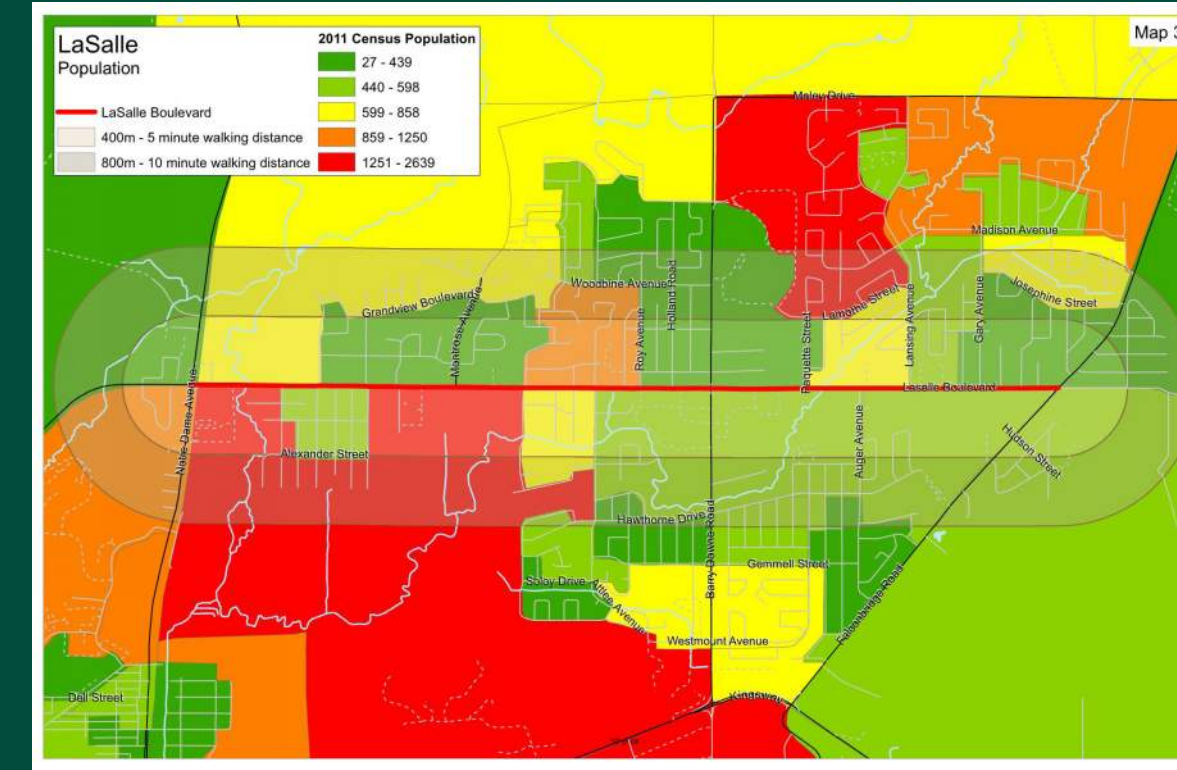 LaSalle
Population
LaSalle Boulevard
400m - 5 minute walking distance
800m - 10 minute walking distance
2011 Census Population
27 - 439
440 - 598
599 - 858
859 - 1250
1251 - 2639
Map 3
Maley Drive
Madison Avenue
Woodbine Avenue
Holland Road
Grandview Boulevard
Josephine Street
Montrose Avenue
Lamothe Street
Roy Avenue
Lansing Avenue
Gary Avenue
Paquette Street
Lasalle Boulevard
Notre Dame Avenue
Alexander Street
Auger Avenue
Hudson Street
Hawthorne Drive
Barry Downe Road
Gemmell Street
Soloy Drive
Attlee Avenue
Falconbridge Road
Westmount Avenue
Dell Street
Kingsway